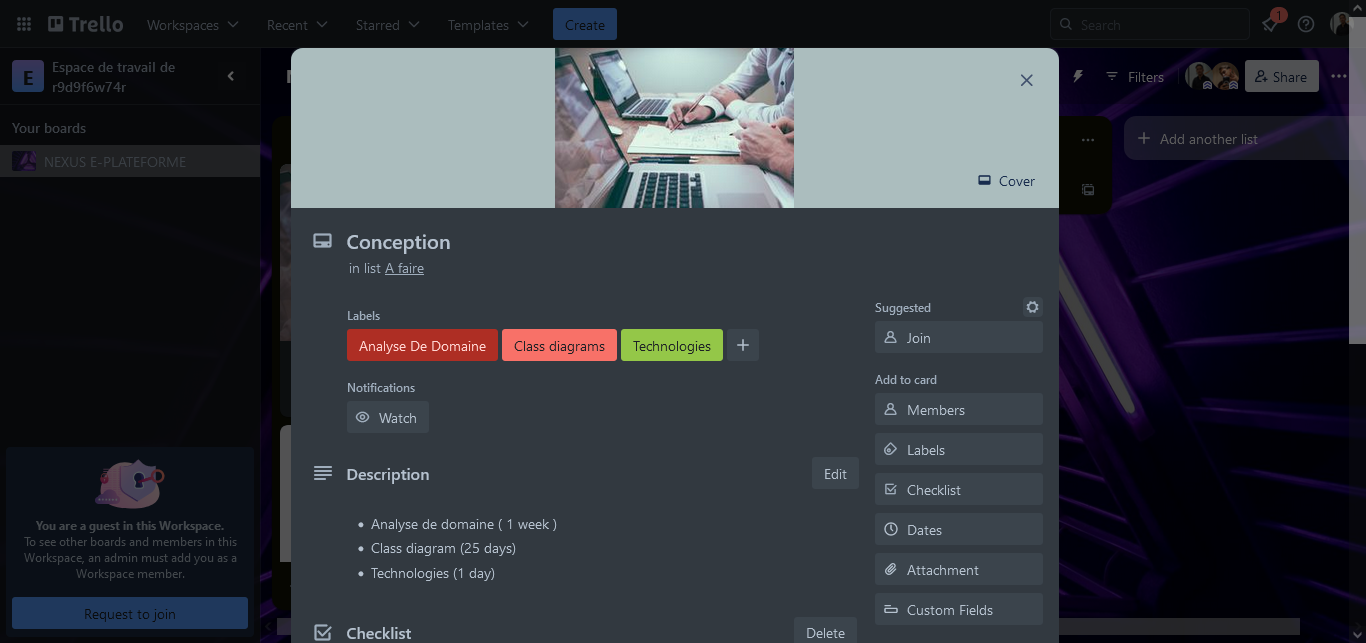 Trello
Workspaces
Recent
Starred
Templates
Create
Search
1
E
Espace de travail de
r9d9f6w74r
Filters
Share
Your boards
NEXUS E-PLATEFORME
Add another list
Cover
Conception
in list A faire
Labels
Analyse De Domaine
Class diagrams
Technologies
Notifications
Watch
Description
Edit
• Analyse de domaine ( 1 week )
• Class diagram (25 days)
• Technologies (1 day)
Checklist
Delete
Suggested
Join
Add to card
Members
Labels
Checklist
Dates
Attachment
Custom Fields
You are a guest in this Workspace.
To see other boards and members in this
Workspace, an admin must add you as a
Workspace member.
Request to join